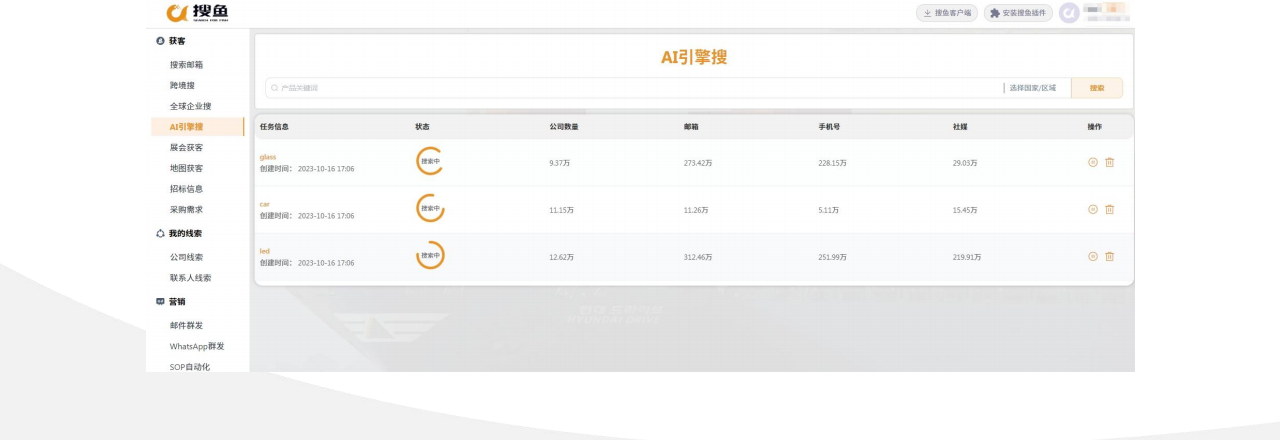 搜鱼
搜鱼客户端
安装搜鱼插件
获客
搜索邮箱
跨境搜
全球企业搜
AI引擎搜
展会获客
地图获客
招标信息
采购需求
我的线索
公司线索
联系人线索
营销
邮件群发
WhatsApp群发
SOP自动化
AI引擎搜
产品关键词 选择国家/区域 搜索
任务信息 状态 公司数量 邮箱 手机号 社媒 操作
glass
创建时间： 2023-10-16 17:06 搜索中 9.37万 273.42万 228.15万 29.03万
car
创建时间： 2023-10-16 17:06 搜索中 11.15万 11.26万 5.11万 15.45万
led
创建时间： 2023-10-16 17:06 搜索中 12.62万 312.46万 251.99万 219.91万